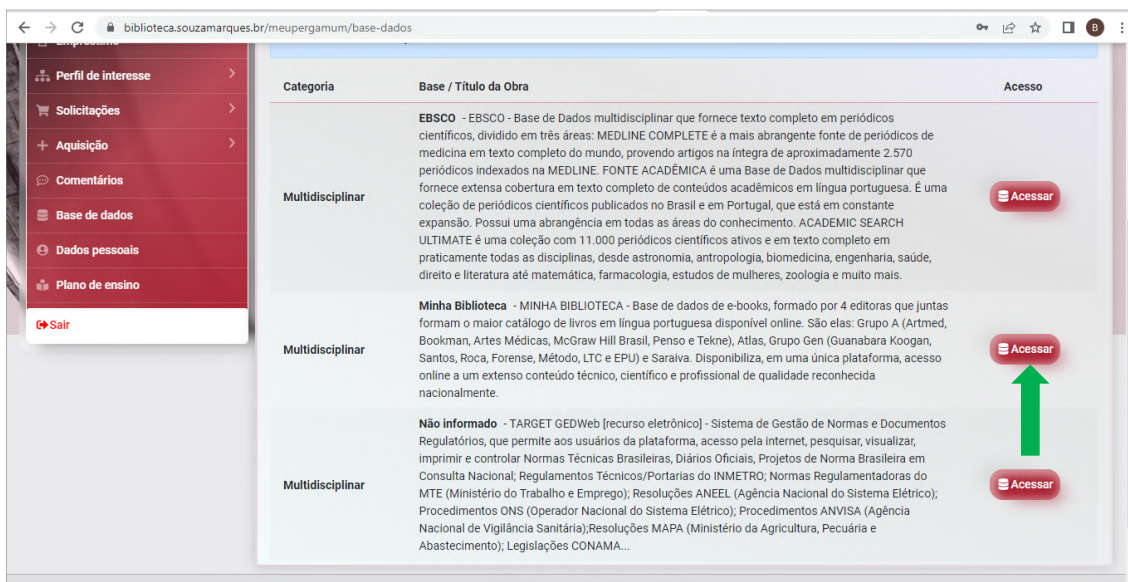 biblioteca.souzamarques.br/meupergamum/base-dados
B
Empréstimo
Perfil de interesse
Solicitações
Aquisição
Comentários
Base de dados
Dados pessoais
Plano de ensino
Sair
Categoria Base / Título da Obra Acesso
EBSCO - EBSCO - Base de Dados multidisciplinar que fornece texto completo em periódicos
científicos, dividido em três áreas: MEDLINE COMPLETE é a mais abrangente fonte de periódicos de
medicina em texto completo do mundo, provendo artigos na íntegra de aproximadamente 2.570
periódicos indexados na MEDLINE. FONTE ACADÊMICA é uma Base de Dados multidisciplinar que
fornece extensa cobertura em texto completo de conteúdos acadêmicos em língua portuguesa. É uma
Multidisciplinar
Acessar
coleção de periódicos científicos publicados no Brasil e em Portugal, que está em constante
expansão. Possui uma abrangência em todas as áreas do conhecimento. ACADEMIC SEARCH
ULTIMATE é uma coleção com 11.000 periódicos científicos ativos e em texto completo em
praticamente todas as disciplinas, desde astronomia, antropologia, biomedicina, engenharia, saúde,
direito e literatura até matemática, farmacologia, estudos de mulheres, zoologia e muito mais.
Minha Biblioteca - MINHA BIBLIOTECA - Base de dados de e-books, formado por 4 editoras que juntas
formam o maior catálogo de livros em língua portuguesa disponível online. São elas: Grupo A (Artmed,
Bookman, Artes Médicas, McGraw Hill Brasil, Penso e Tekne), Atlas, Grupo Gen (Guanabara Koogan,
Multidisciplinar
Acessar
Santos, Roca, Forense, Método, LTC e EPU) e Saraiva. Disponibiliza, em uma única plataforma, acesso
online a um extenso conteúdo técnico, científico e profissional de qualidade reconhecida
nacionalmente.
Não informado - TARGET GEDWeb [recurso eletrônico] - Sistema de Gestão de Normas e Documentos
Regulatórios, que permite aos usuários da plataforma, acesso pela internet, pesquisar, visualizar,
imprimir e controlar Normas Técnicas Brasileiras, Diários Oficiais, Projetos de Norma Brasileira em
Consulta Nacional; Regulamentos Técnicos/Portarias do INMETRO; Normas Regulamentadoras do
Multidisciplinar
Acessar
MTE (Ministério do Trabalho e Emprego); Resoluções ANEEL (Agência Nacional do Sistema Elétrico);
Procedimentos ONS (Operador Nacional do Sistema Elétrico); Procedimentos ANVISA (Agência
Nacional de Vigilância Sanitária);Resoluções MAPA (Ministério da Agricultura, Pecuária e
Abastecimento); Legislações CONAMA...